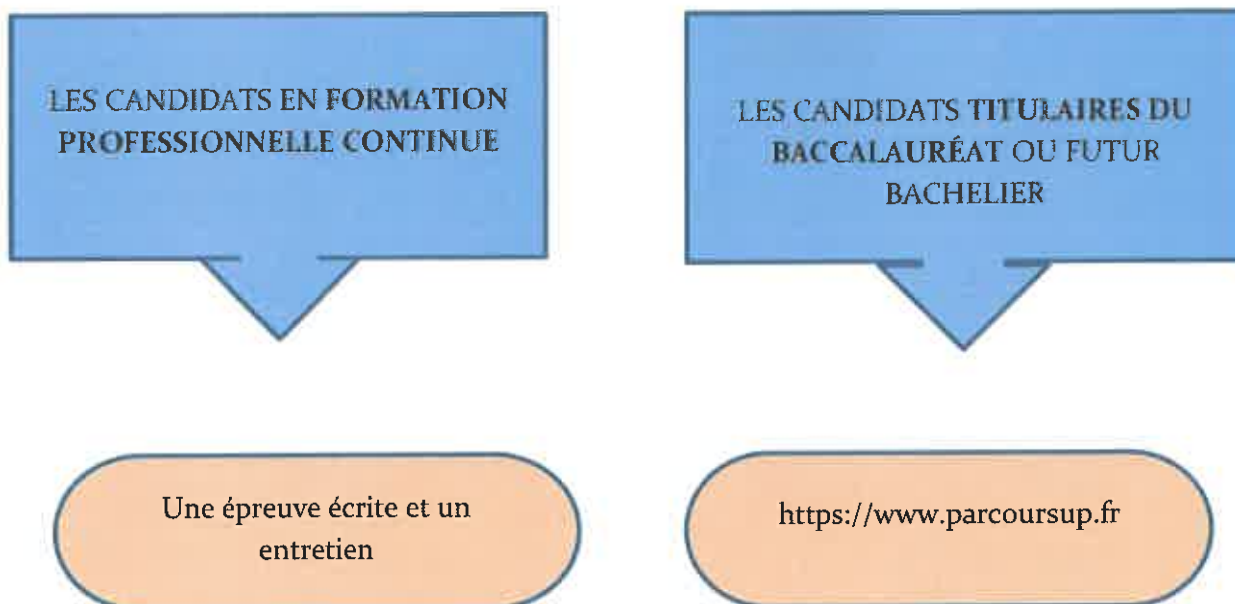 LES CANDIDATS EN FORMATION
PROFESSIONNELLE CONTINUE
LES CANDIDATS TITULAIRES DU
BACCALAURÉAT OU FUTUR
BACHELIER
Une épreuve écrite et un
entretien
https://www.parcoursup.fr